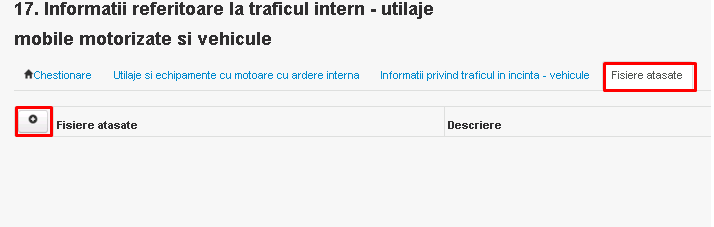 17. Informatii referitoare la traficul intern - utilaje
mobile motorizate si vehicule
Chestionare Utilaje si echipamente cu motoare cu ardere interna Informatii privind traficul in incinta - vehicule Fisiere atasate
Fisiere atasate Descriere